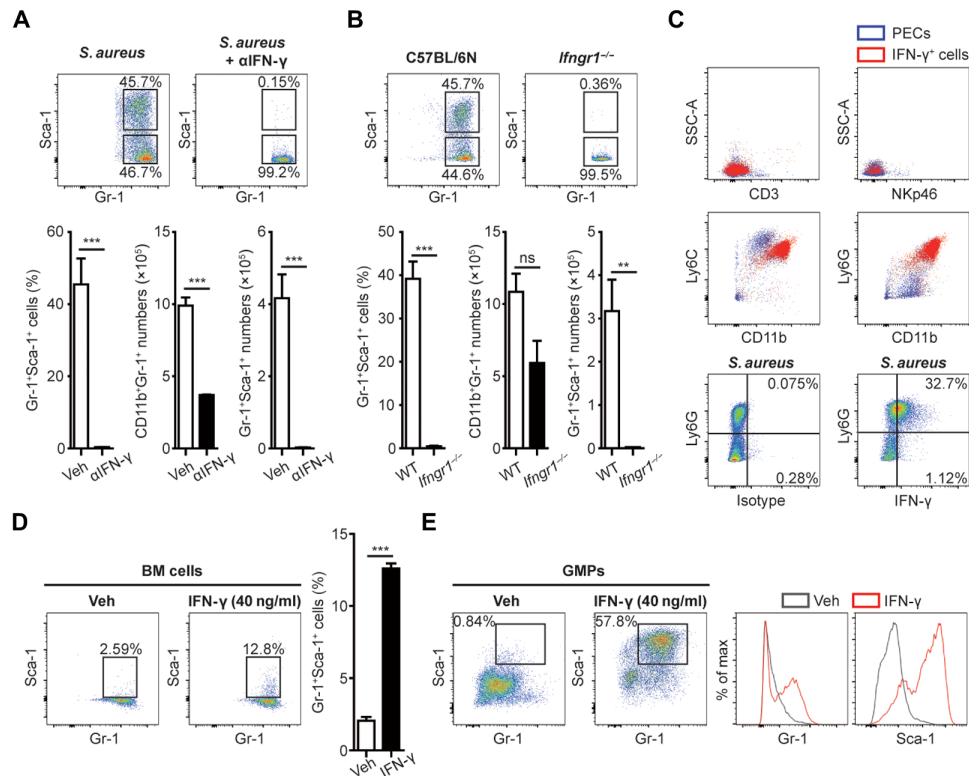 A
S. aureus
S. aureus
+ αIFN-γ
45.7%
0.15%
Sca-1
Sca-1
46.7%
99.2%
Gr-1
Gr-1
60
***
40
20
0
Gr-1⁺Sca-1⁺ cells (%)
Veh
αIFN-γ
15
***
10
5
0
CD11b⁺Gr-1⁺ numbers (×10⁵)
Veh
αIFN-γ
6
***
4
2
0
Gr-1⁺Sca-1⁺ numbers (×10⁵)
Veh
αIFN-γ
B
C57BL/6N
Ifngr1⁻/⁻
45.7%
0.36%
Sca-1
Sca-1
44.6%
99.5%
Gr-1
Gr-1
50
***
40
30
20
10
0
Gr-1⁺Sca-1⁺ cells (%)
WT
Ifngr1⁻/⁻
15
ns
10
5
0
CD11b⁺Gr-1⁺ numbers (×10⁵)
WT
Ifngr1⁻/⁻
5
**
4
3
2
1
0
Gr-1⁺Sca-1⁺ numbers (×10⁵)
WT
Ifngr1⁻/⁻
C
PECs
IFN-γ⁺ cells
SSC-A
SSC-A
CD3
NKp46
Ly6C
Ly6G
CD11b
CD11b
S. aureus
S. aureus
0.075%
32.7%
Ly6G
Ly6G
0.28%
1.12%
Isotype
IFN-γ
D
BM cells
Veh
IFN-γ (40 ng/ml)
2.59%
12.8%
Sca-1
Sca-1
Gr-1
Gr-1
15
***
10
5
0
Gr-1⁺Sca-1⁺ cells (%)
Veh
IFN-γ
E
GMPs
Veh
IFN-γ (40 ng/ml)
0.84%
57.8%
Sca-1
Sca-1
Gr-1
Gr-1
Veh
IFN-γ
% of max
Gr-1
Sca-1